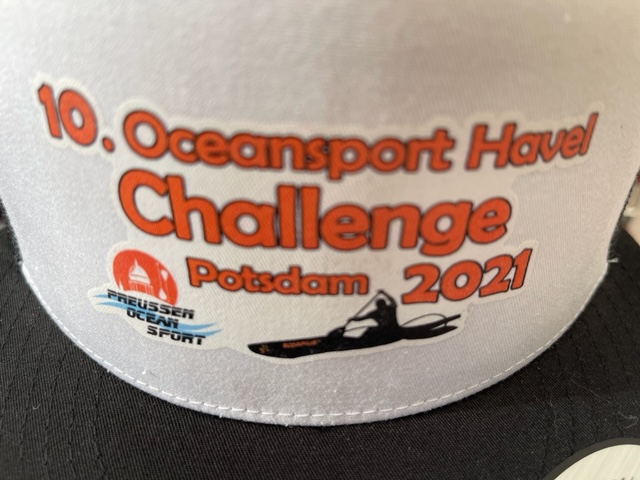 10. Oceansport Havel
Challenge
Potsdam 2021
PREUSSEN
OCEAN
SPORT